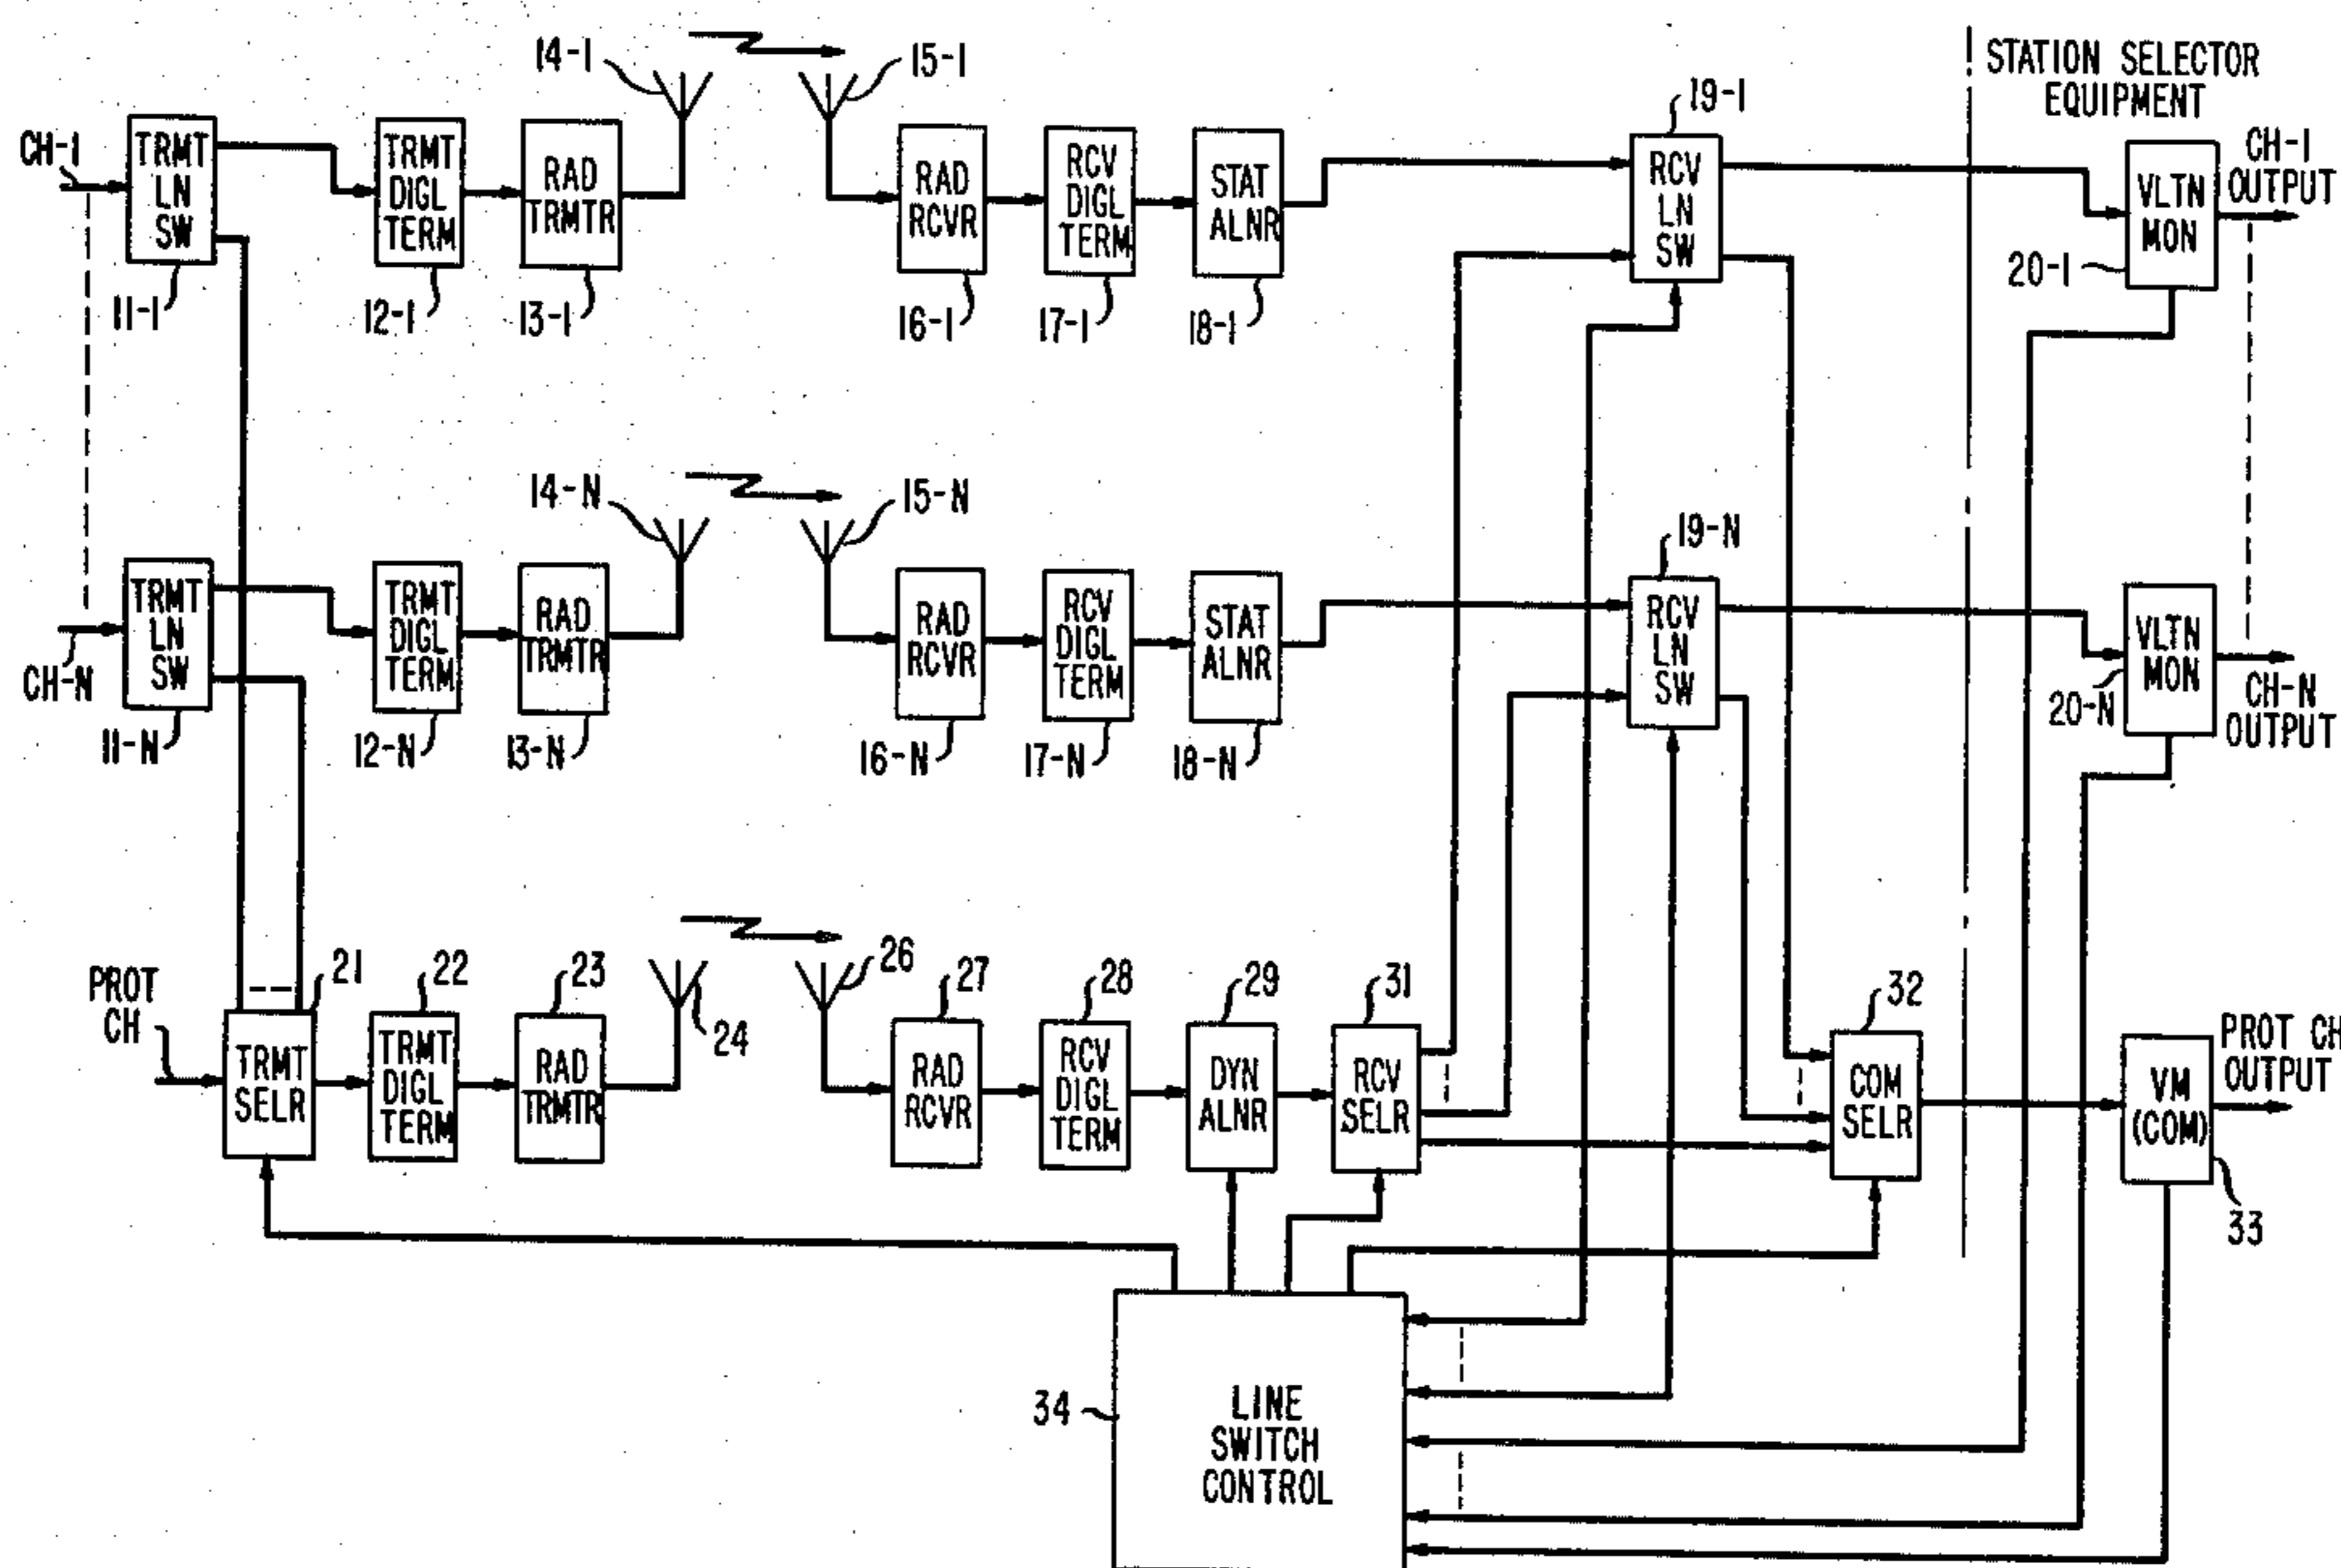 14-1
15-1
19-1
STATION SELECTOR
EQUIPMENT
CH-1
TRMT
LN
SW
TRMT
DIGL
TERM
RAD
TRMTR
RAD
RCVR
RCV
DIGL
TERM
STAT
ALNR
RCV
LN
SW
VLTN
MON
CH-1
OUTPUT
11-1
12-1
13-1
16-1
17-1
18-1
20-1
14-N
15-N
19-N
CH-N
TRMT
LN
SW
TRMT
DIGL
TERM
RAD
TRMTR
RAD
RCVR
RCV
DIGL
TERM
STAT
ALNR
RCV
LN
SW
VLTN
MON
CH-N
OUTPUT
11-N
12-N
13-N
16-N
17-N
18-N
20-N
PROT
CH
21
22
23
24
26
27
28
29
31
32
TRMT
SELR
TRMT
DIGL
TERM
RAD
TRMTR
RAD
RCVR
RCV
DIGL
TERM
DYN
ALNR
RCV
SELR
COM
SELR
VM
(COM)
PROT CH
OUTPUT
33
34
LINE
SWITCH
CONTROL